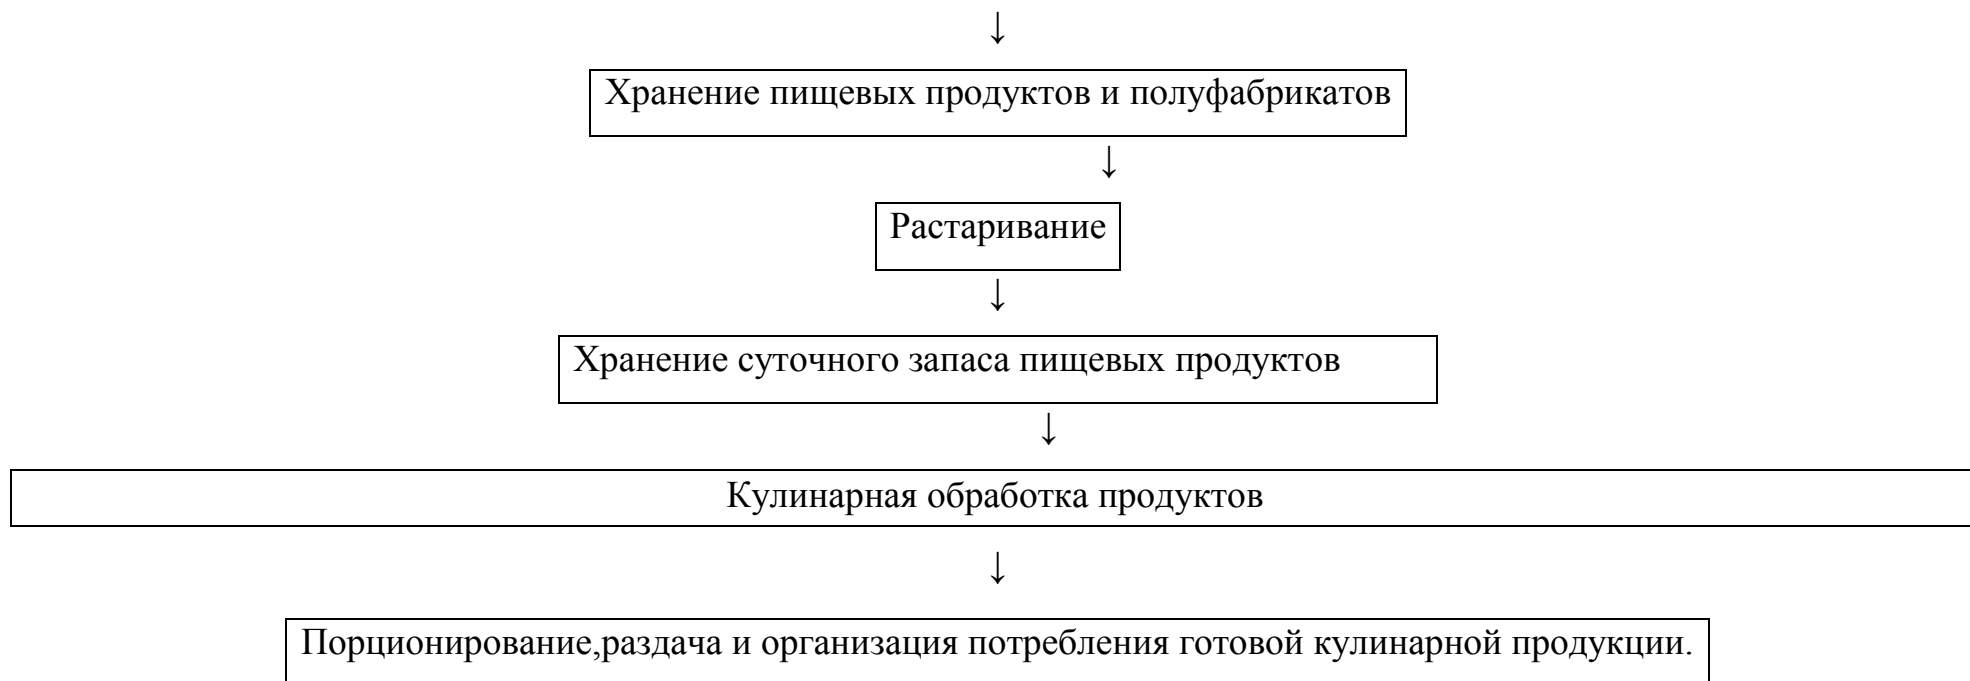 ↓
Хранение пищевых продуктов и полуфабрикатов
↓
Растаривание
↓
Хранение суточного запаса пищевых продуктов
↓
Кулинарная обработка продуктов
↓
Порционирование,раздача и организация потребления готовой кулинарной продукции.